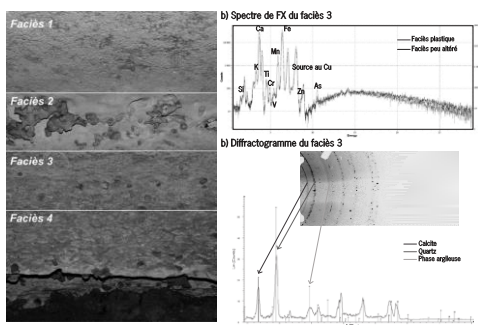 Faciès 1
Faciès 2
Faciès 3
Faciès 4
b) Spectre de FX du faciès 3
Ca
Fe
Mn
K
Ti
Cr
V
Si
Source au Cu
Zn
As
Faciès plastique
Faciès peu altéré
b) Diffractogramme du faciès 3
Calcite
Quartz
Phase argileuse